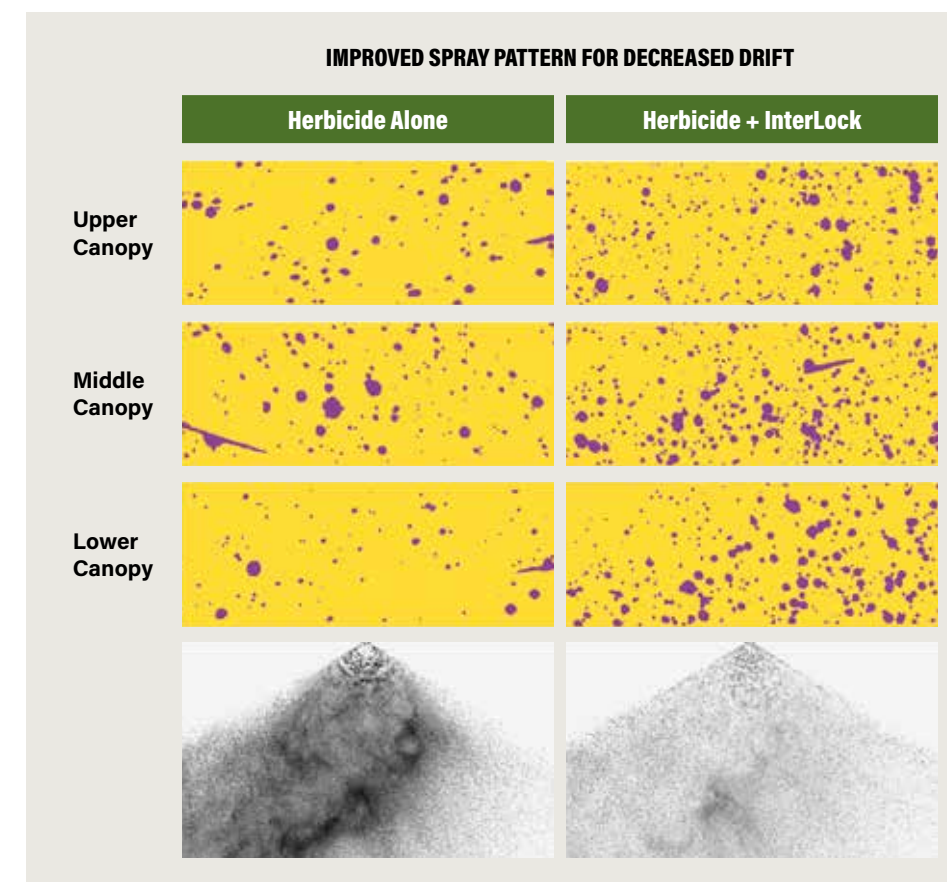 IMPROVED SPRAY PATTERN FOR DECREASED DRIFT
Herbicide Alone
Herbicide + InterLock
Upper
Canopy
Middle
Canopy
Lower
Canopy